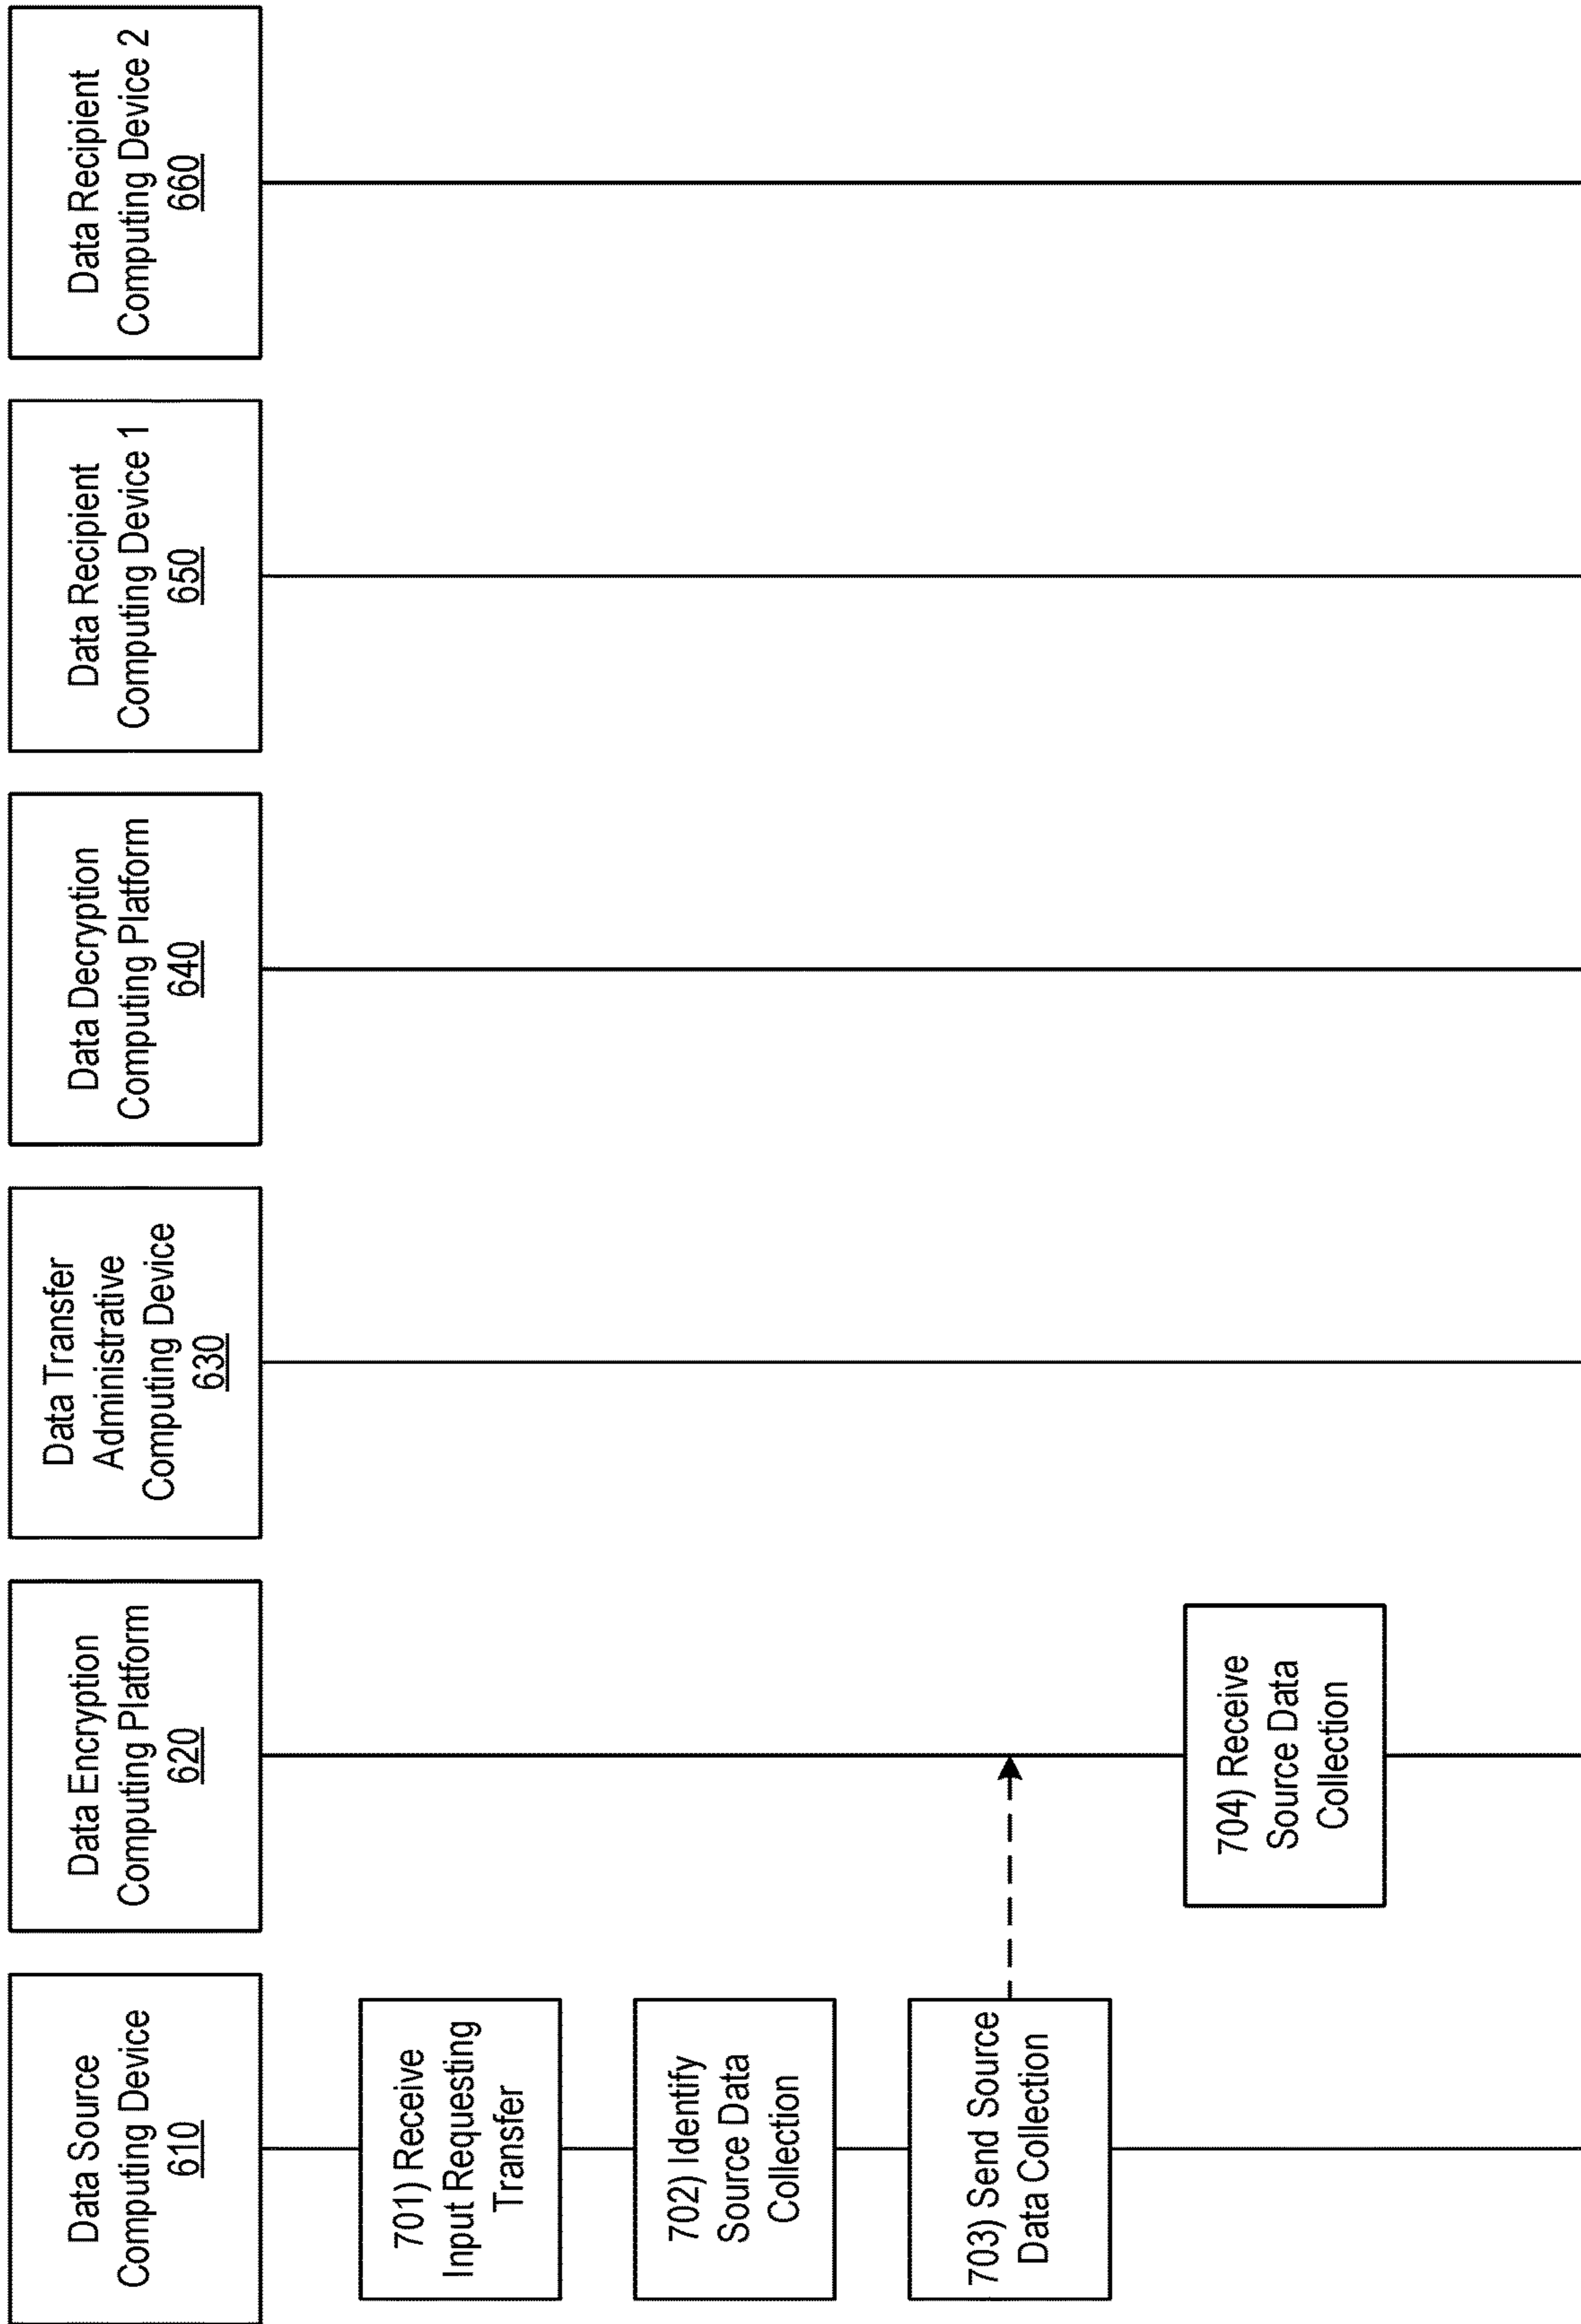 Data Source
Computing Device
610
Data Encryption
Computing Platform
620
Data Transfer
Administrative
Computing Device
630
Data Decryption
Computing Platform
640
Data Recipient
Computing Device 1
650
Data Recipient
Computing Device 2
660
701) Receive
Input Requesting
Transfer
702) Identify
Source Data
Collection
703) Send Source
Data Collection
704) Receive
Source Data
Collection